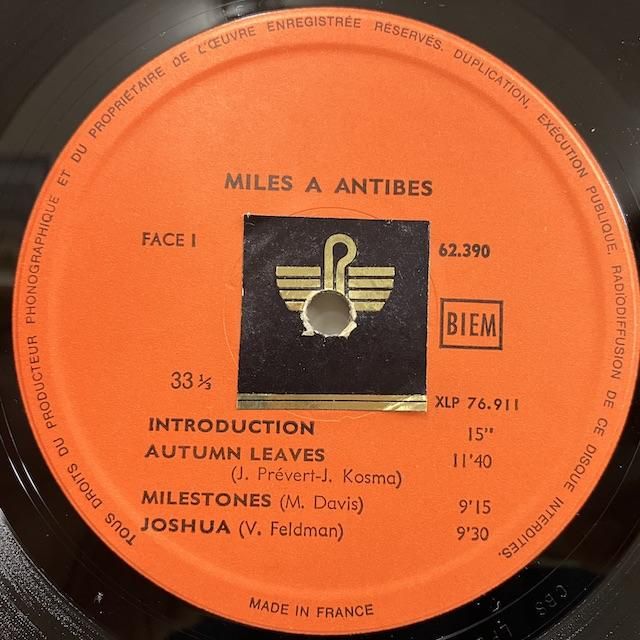 TOUS DROITS DU PRODUCTEUR PHONOGRAPHIQUE ET DU PROPRIÉTAIRE DE L'ŒUVRE ENREGISTRÉE RÉSERVÉS. DUPLICATION, EXÉCUTION PUBLIQUE, RADIODIFFUSION DE CE DISQUE INTERDITES.
MILES A ANTIBES
FACE I
62.390
BIEM
33 ⅓
XLP 76.911
INTRODUCTION 15"
AUTUMN LEAVES 11'40
(J. Prévert-J. Kosma)
MILESTONES (M. Davis) 9'15
JOSHUA (V. Feldman) 9'30
MADE IN FRANCE
CBS